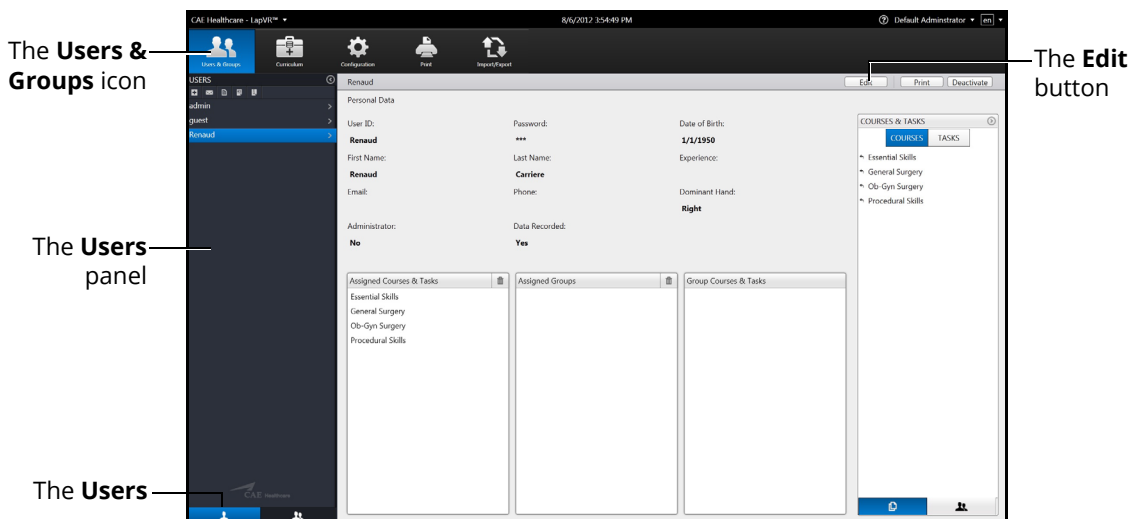 CAE Healthcare - LapVR™
8/6/2012 3:54:49 PM
Default Adminstrator
en
The Users &
Groups icon
Users & Groups
Curriculum
Configuration
Print
Import/Export
The Edit
button
USERS
Renaud
Edit
Print
Deactivate
admin
guest
Renaud
Personal Data
User ID:
Password:
Date of Birth:
Renaud
***
1/1/1950
First Name:
Last Name:
Experience:
Renaud
Carriere
Email:
Phone:
Dominant Hand:
Right
Administrator:
Data Recorded:
No
Yes
COURSES & TASKS
COURSES
TASKS
Essential Skills
General Surgery
Ob-Gyn Surgery
Procedural Skills
The Users
panel
Assigned Courses & Tasks
Assigned Groups
Group Courses & Tasks
Essential Skills
General Surgery
Ob-Gyn Surgery
Procedural Skills
The Users
CAE Healthcare